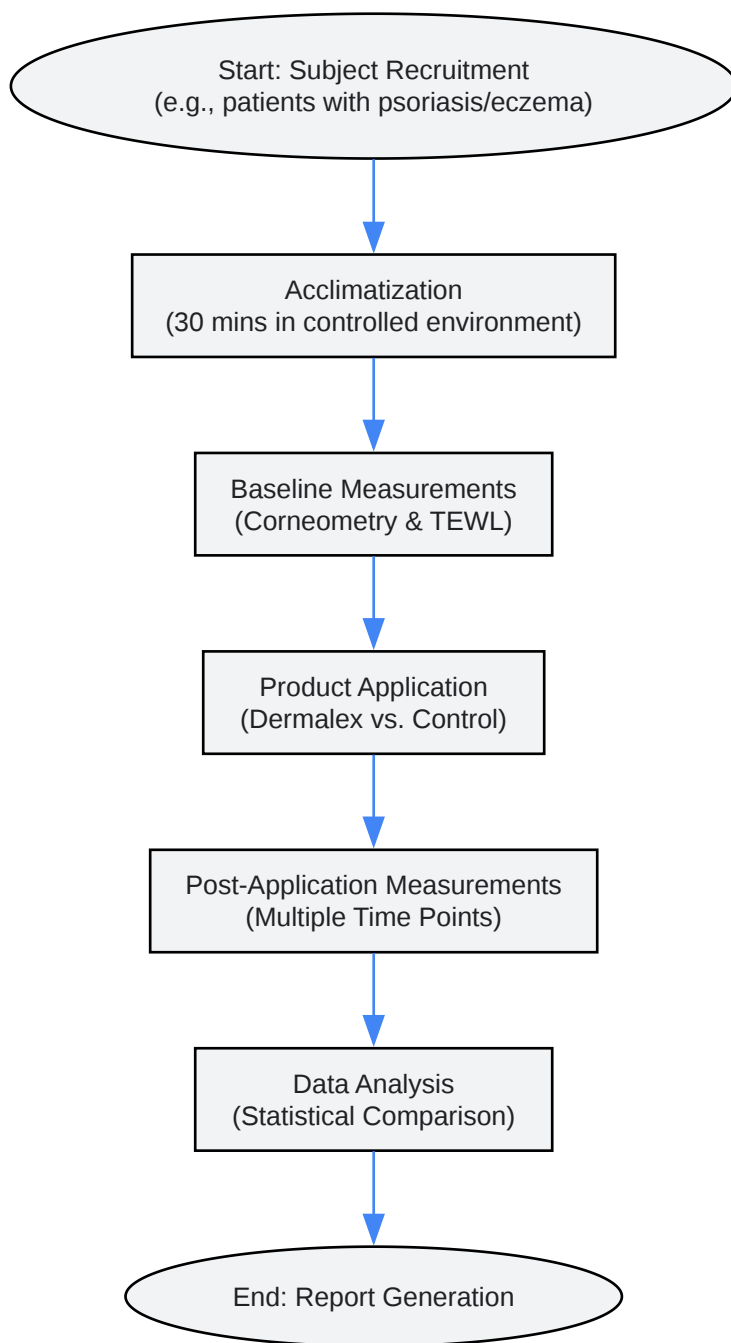 Start: Subject Recruitment
(e.g., patients with psoriasis/eczema)
Acclimatization
(30 mins in controlled environment)
Baseline Measurements
(Corneometry & TEWL)
Product Application
(Dermalex vs. Control)
Post-Application Measurements
(Multiple Time Points)
Data Analysis
(Statistical Comparison)
End: Report Generation